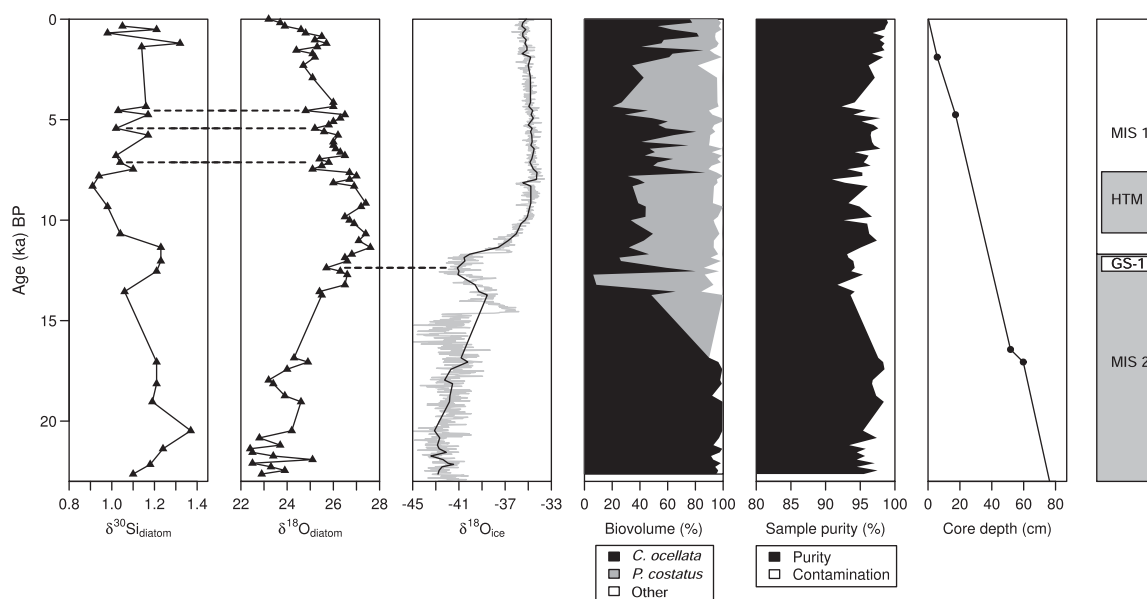 0
5
10
15
20
Age (ka) BP
0.8 1.0 1.2 1.4
δ30Sidiatom
22 24 26 28
δ18Odiatom
-45 -41 -37 -33
δ18Oice
0 20 40 60 80 100
Biovolume (%)
C. ocellata
P. costatus
Other
80 85 90 95 100
Sample purity (%)
Purity
Contamination
0 20 40 60 80
Core depth (cm)
MIS 1
HTM
GS-1
MIS 2